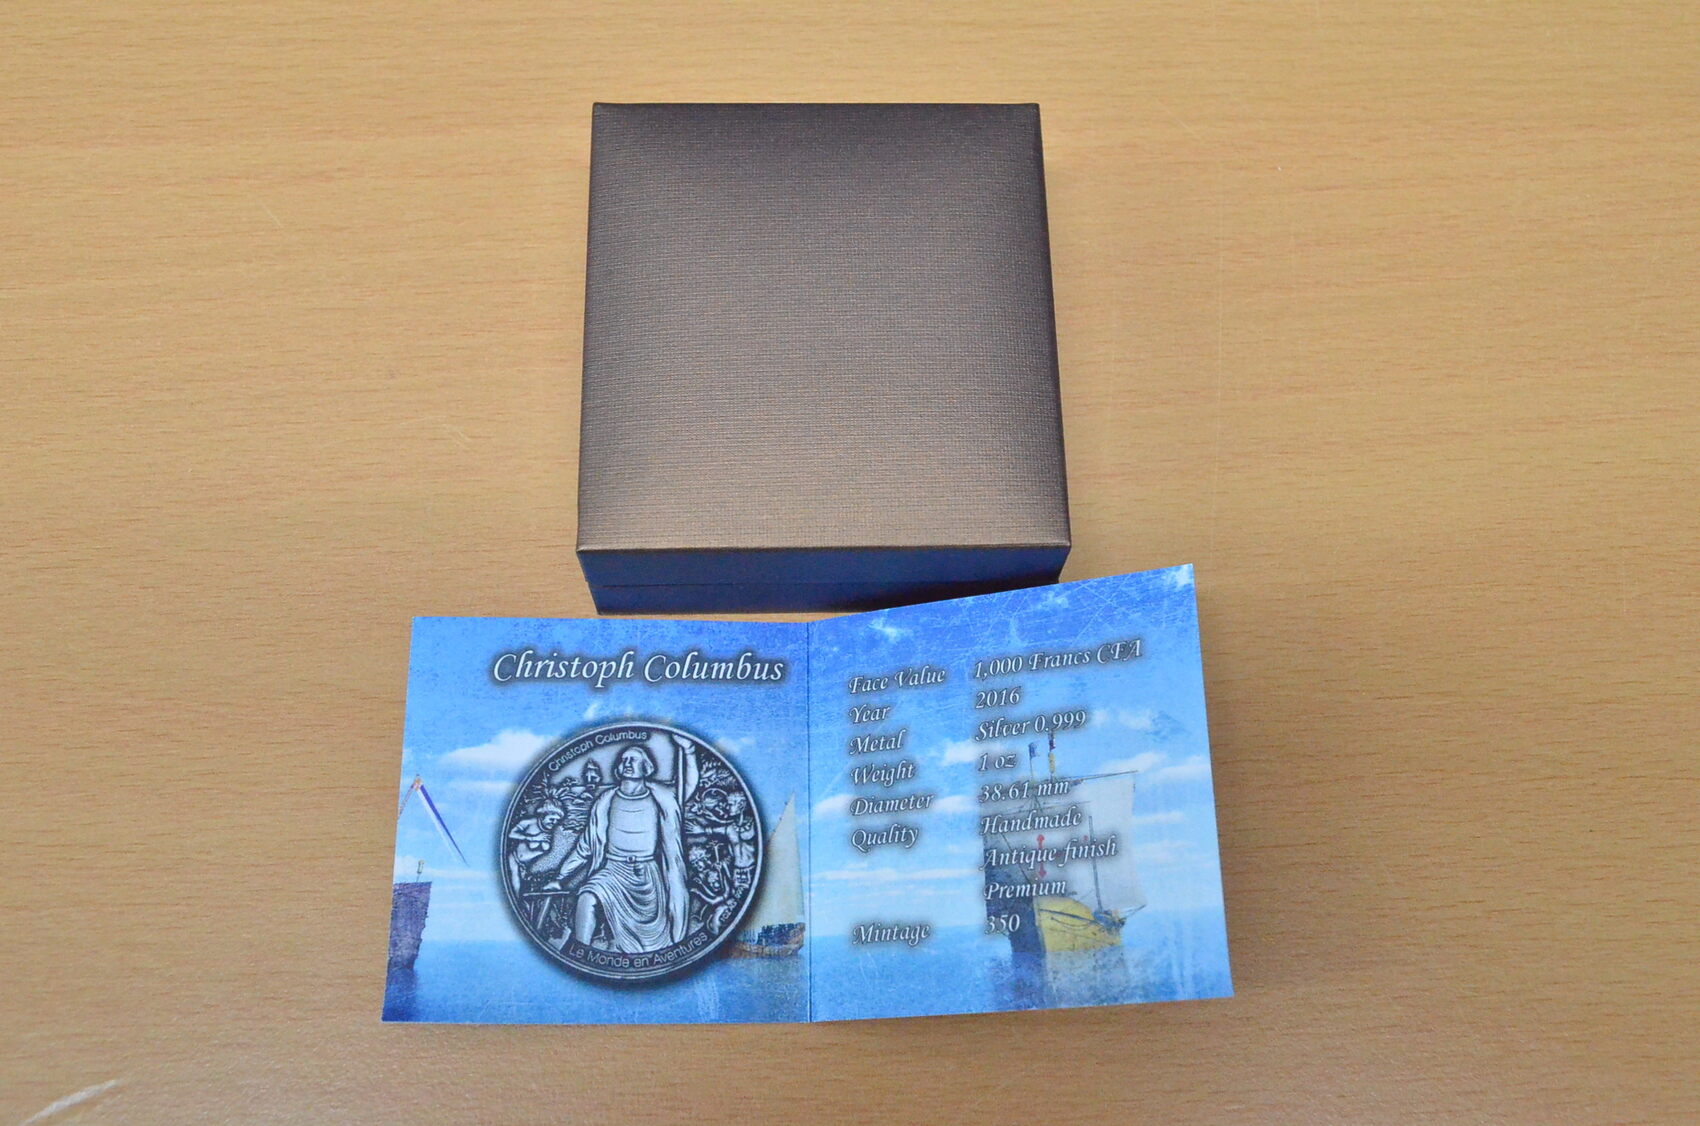 Christoph Columbus
Christoph Columbus
Le Monde en Aventures
Face Value 1,000 Francs CFA
Year 2016
Metal Silver 0.999
Weight 1 oz
Diameter 38.61 mm
Quality Handmade
Antique finish
Premium
Mintage 350